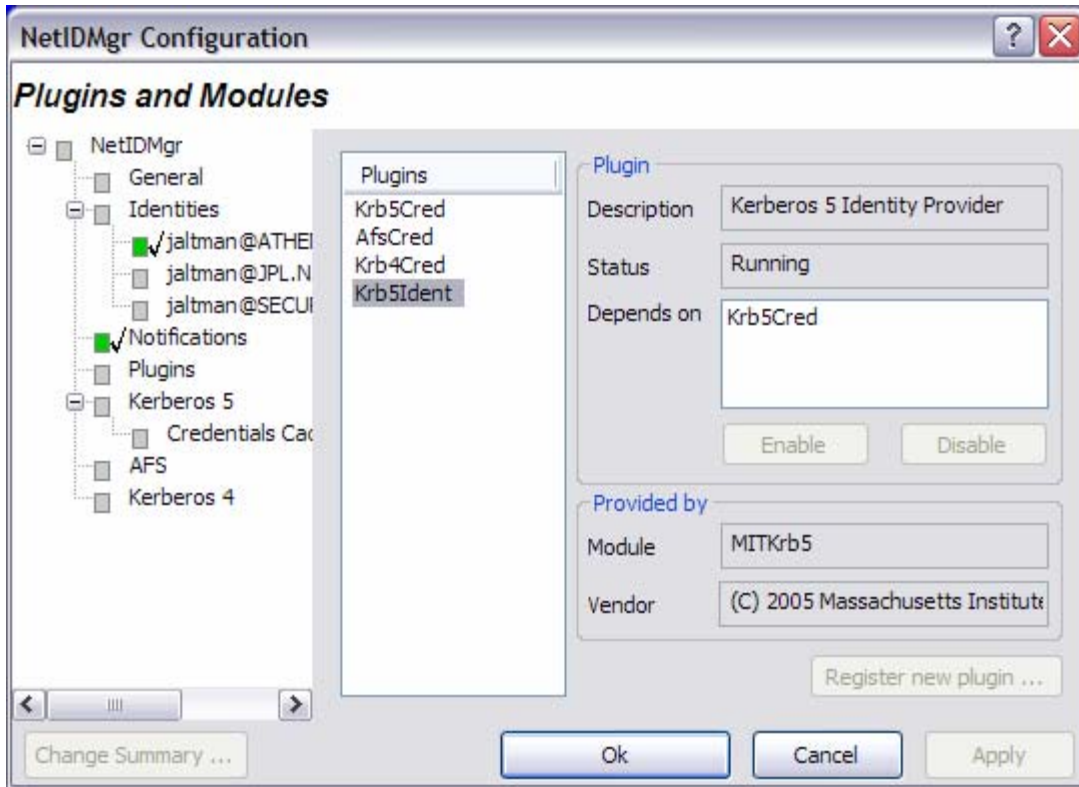 NetIDMgr Configuration
Plugins and Modules
NetIDMgr
General
Identities
jaltman@ATHE
jaltman@JPL.N
jaltman@SECU
Notifications
Plugins
Kerberos 5
Credentials Cac
AFS
Kerberos 4
Change Summary ...
Plugins
Krb5Cred
AfsCred
Krb4Cred
Krb5Ident
Plugin
Description Kerberos 5 Identity Provider
Status Running
Depends on Krb5Cred
Enable Disable
Provided by
Module MITKrb5
Vendor (C) 2005 Massachusetts Institute
Register new plugin ...
Ok Cancel Apply